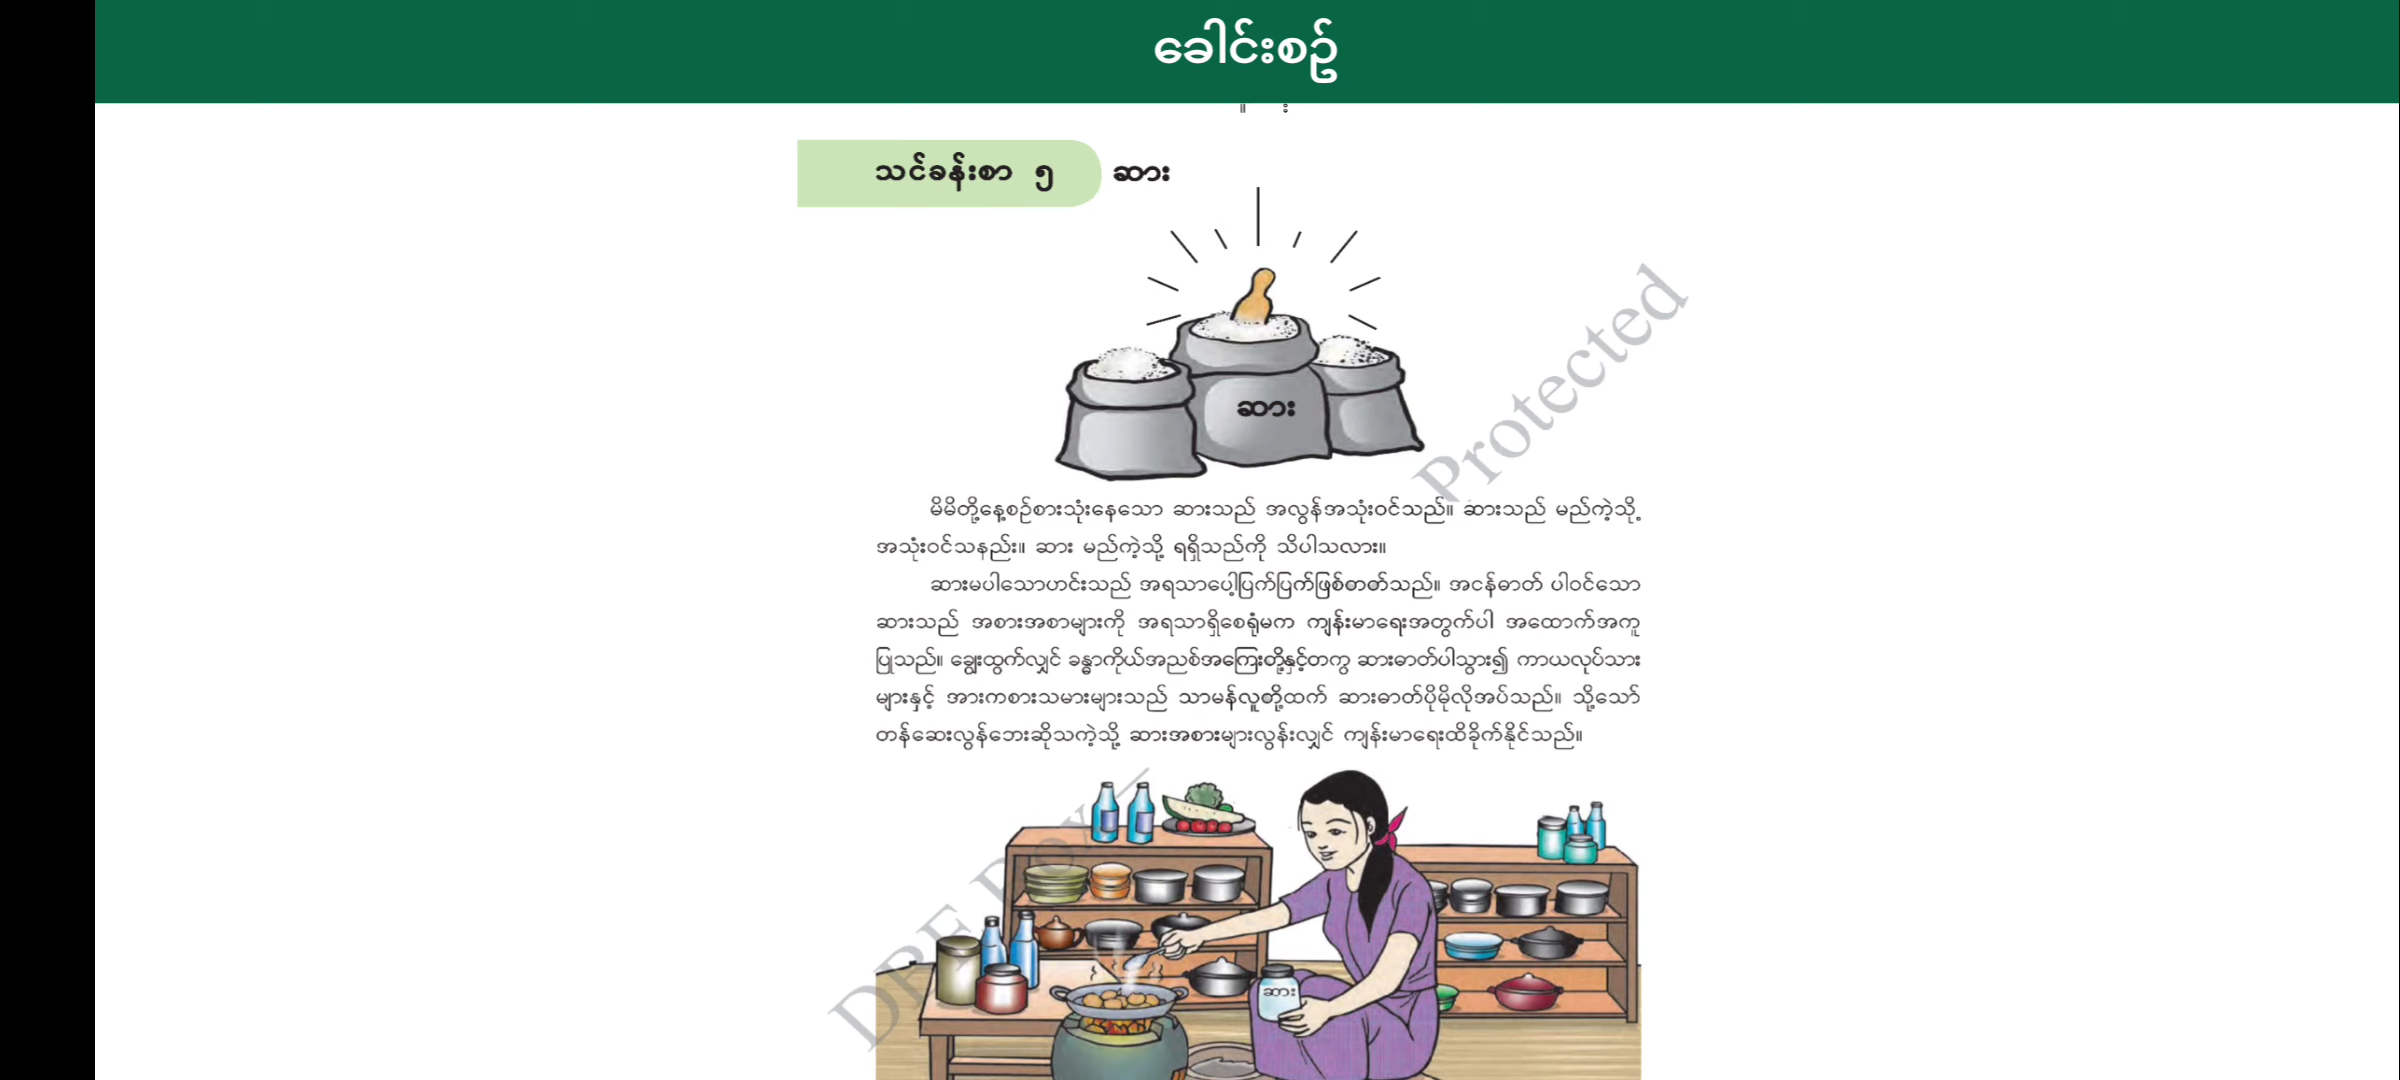 ခေါင်းစဉ်
သင်ခန်းစာ ၅ ဆား
ဆား
Protected
မိမိတို့နေ့စဉ်စားသုံးနေသော ဆားသည် အလွန်အသုံးဝင်သည်။ ဆားသည် မည်ကဲ့သို့
အသုံးဝင်သနည်း။ ဆား မည်ကဲ့သို့ ရရှိသည်ကို သိပါသလား။
ဆားမပါသောဟင်းသည် အရသာပေါ့ပြက်ပြက်ဖြစ်တတ်သည်။ အငန်ဓာတ် ပါဝင်သော
ဆားသည် အစားအစာများကို အရသာရှိစေရုံမက ကျန်းမာရေးအတွက်ပါ အထောက်အကူ
ပြုသည်။ ချွေးထွက်လျှင် ခန္ဓာကိုယ်အညစ်အကြေးတို့နှင့်တကွ ဆားဓာတ်ပါသွား၍ ကာယလုပ်သား
များနှင့် အားကစားသမားများသည် သာမန်လူတို့ထက် ဆားဓာတ်ပိုမိုလိုအပ်သည်။ သို့သော်
တန်ဆေးလွန်ဘေးဆိုသကဲ့သို့ ဆားအစားများလွန်းလျှင် ကျန်းမာရေးထိခိုက်နိုင်သည်။
DBE Box –
ဆား